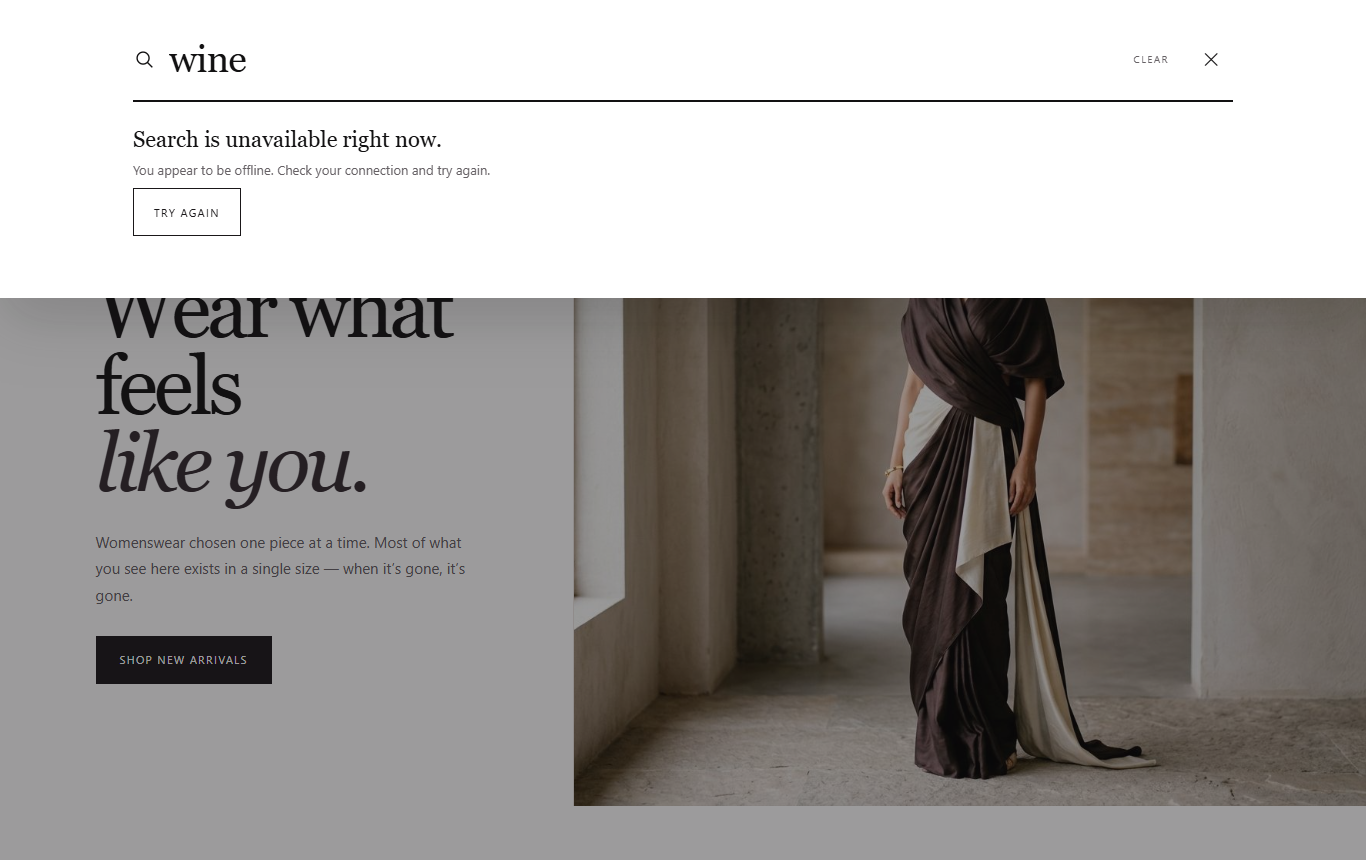 wine
CLEAR
Search is unavailable right now.
You appear to be offline. Check your connection and try again.
TRY AGAIN
Wear what
feels
like you.
Womenswear chosen one piece at a time. Most of what
you see here exists in a single size — when it’s gone, it’s
gone.
SHOP NEW ARRIVALS